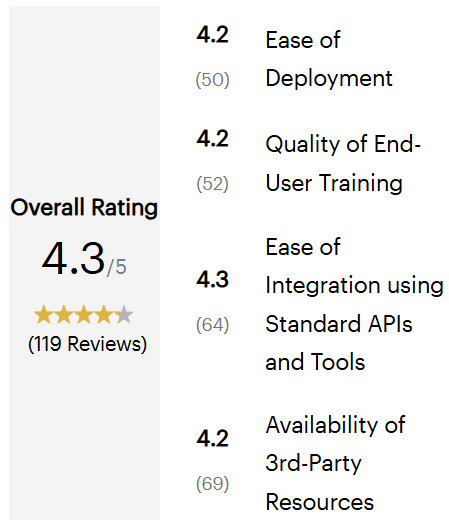 Overall Rating
4.3/5
(119 Reviews)
4.2
(50)
Ease of
Deployment
4.2
(52)
Quality of End-
User Training
4.3
(64)
Ease of
Integration using
Standard APIs
and Tools
4.2
(69)
Availability of
3rd-Party
Resources